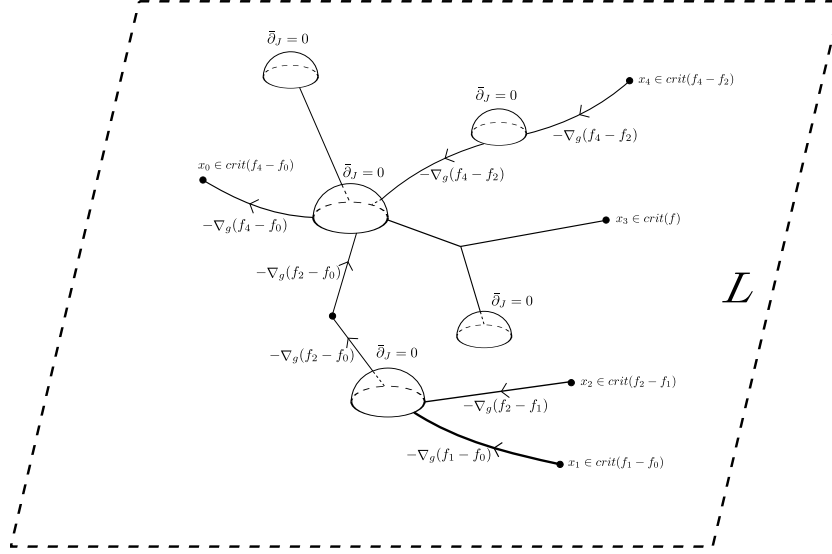 ∂̄_J = 0
x_4 ∈ crit(f_4 − f_2)
∂̄_J = 0
−∇_g(f_4 − f_2)
x_0 ∈ crit(f_4 − f_0)
∂̄_J = 0
−∇_g(f_4 − f_2)
−∇_g(f_4 − f_0)
x_3 ∈ crit(f)
−∇_g(f_2 − f_0)
L
∂̄_J = 0
−∇_g(f_2 − f_0)
∂̄_J = 0
x_2 ∈ crit(f_2 − f_1)
−∇_g(f_2 − f_1)
−∇_g(f_1 − f_0)
x_1 ∈ crit(f_1 − f_0)